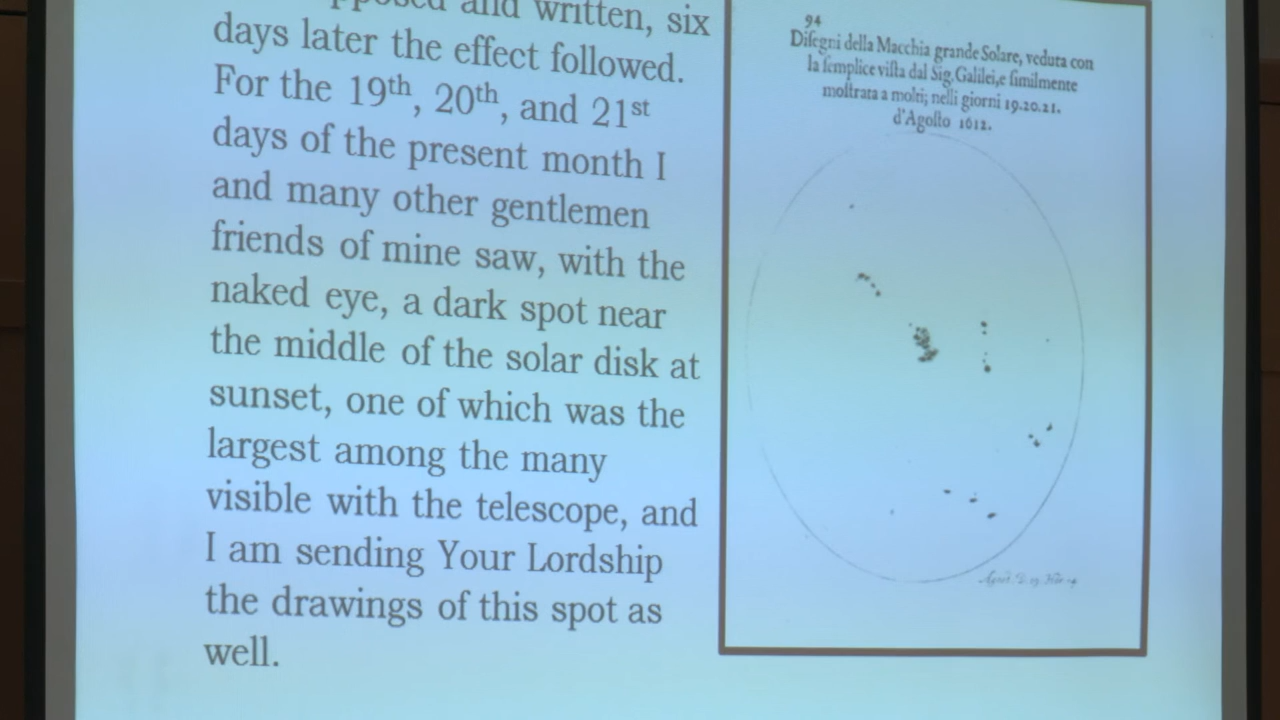 and written, six
days later the effect followed.
For the 19th, 20th, and 21st
days of the present month I
and many other gentlemen
friends of mine saw, with the
naked eye, a dark spot near
the middle of the solar disk at
sunset, one of which was the
largest among the many
visible with the telescope, and
I am sending Your Lordship
the drawings of this spot as
well.
94
Diſegni della Macchia grande Solare, veduta con
la ſemplice viſta dal Sig. Galilei, e ſimilmente
moſtrata a molti; nelli giorni 19.20.21.
d'Agoſto 1612.